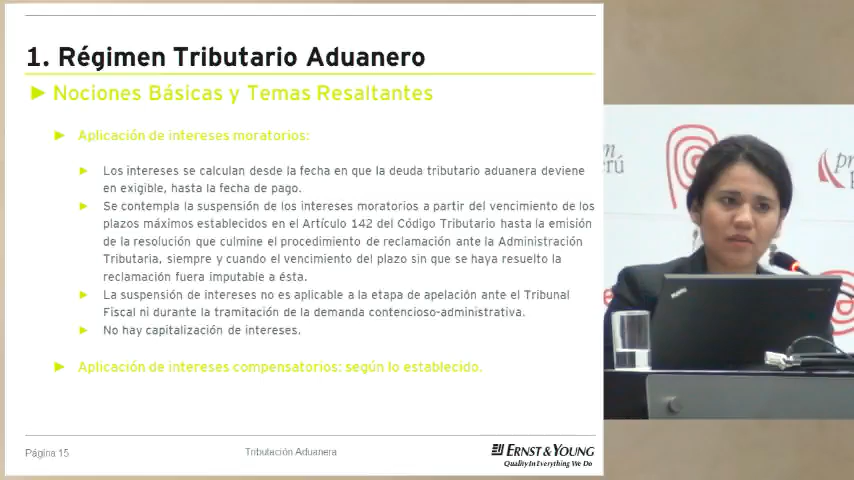 1. Régimen Tributario Aduanero
► Nociones Básicas y Temas Resaltantes
► Aplicación de intereses moratorios:
► Los intereses se calculan desde la fecha en que la deuda tributario aduanera deviene
en exigible, hasta la fecha de pago.
► Se contempla la suspensión de los intereses moratorios a partir del vencimiento de los
plazos máximos establecidos en el Artículo 142 del Código Tributario hasta la emisión
de la resolución que culmine el procedimiento de reclamación ante la Administración
Tributaria, siempre y cuando el vencimiento del plazo sin que se haya resuelto la
reclamación fuera imputable a ésta.
► La suspensión de intereses no es aplicable a la etapa de apelación ante el Tribunal
Fiscal ni durante la tramitación de la demanda contencioso-administrativa.
► No hay capitalización de intereses.
► Aplicación de intereses compensatorios: según lo establecido.
Página 15
Tributación Aduanera
ERNST & YOUNG
Quality In Everything We Do